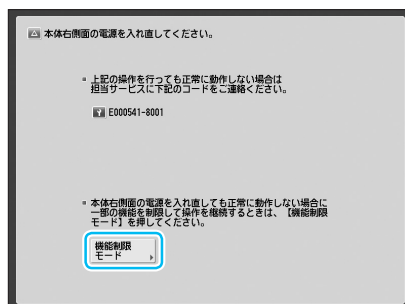 本体右側面の電源を入れ直してください。
上記の操作を行っても正常に動作しない場合は
担当サービスに下記のコードをご連絡ください。
E000541-8001
本体右側面の電源を入れ直しても正常に動作しない場合に
一部の機能を制限して操作を継続するときは、【機能制限
モード】を押してください。
機能制限
モード